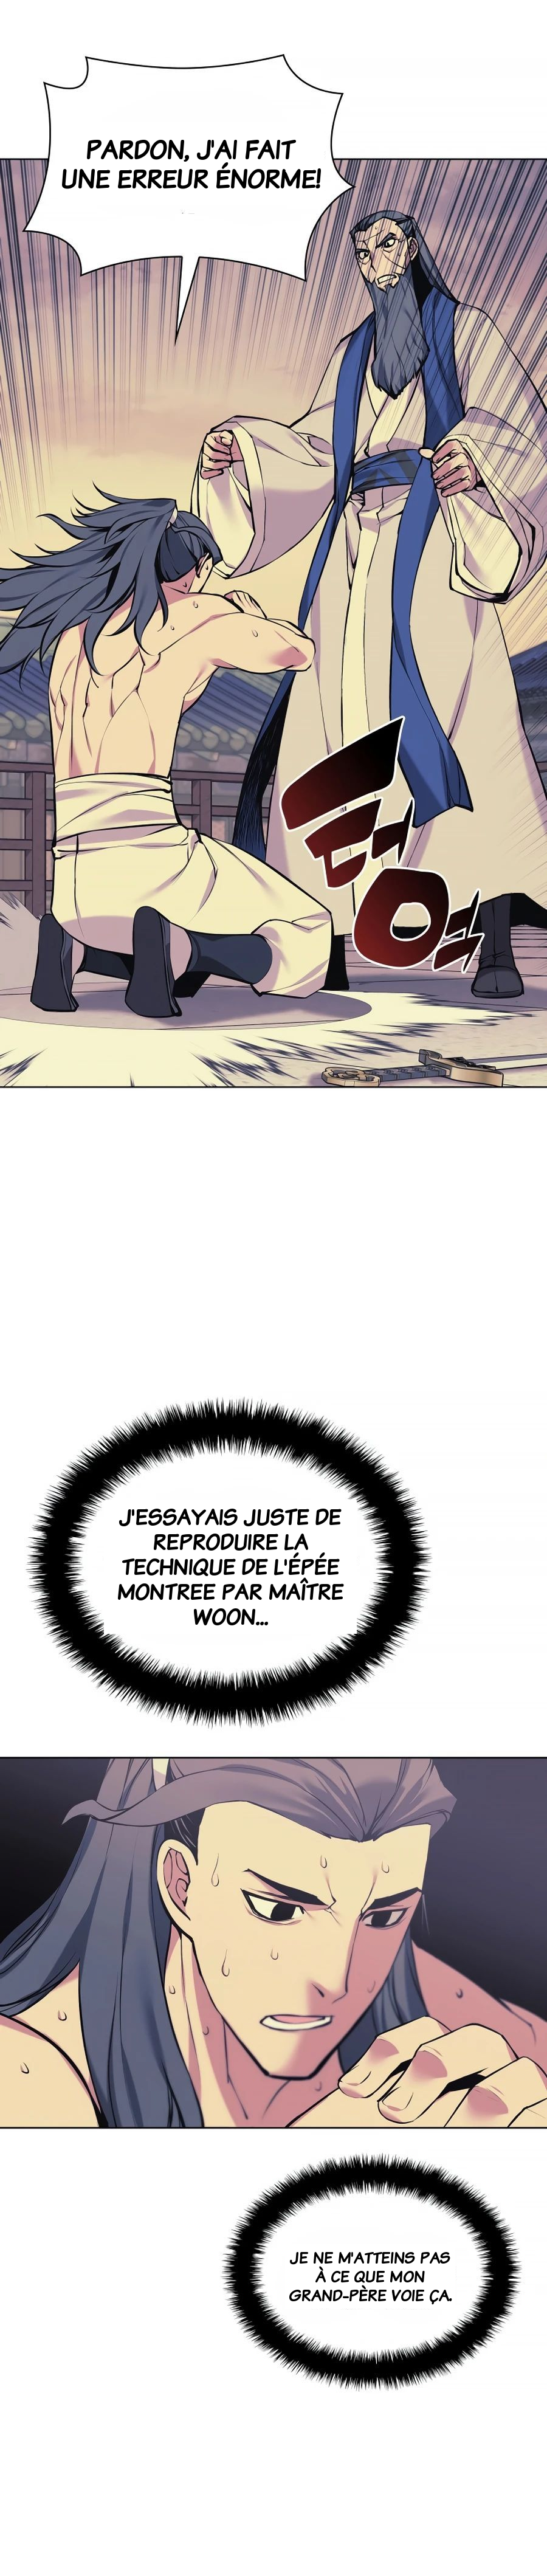 PARDON, J'AI FAIT
UNE ERREUR ÉNORME!
J'ESSAYAIS JUSTE DE
REPRODUIRE LA
TECHNIQUE DE L'ÉPÉE
MONTREE PAR MAÎTRE
WOON...
JE NE M'ATTEINS PAS
À CE QUE MON
GRAND-PÈRE VOIE ÇA.